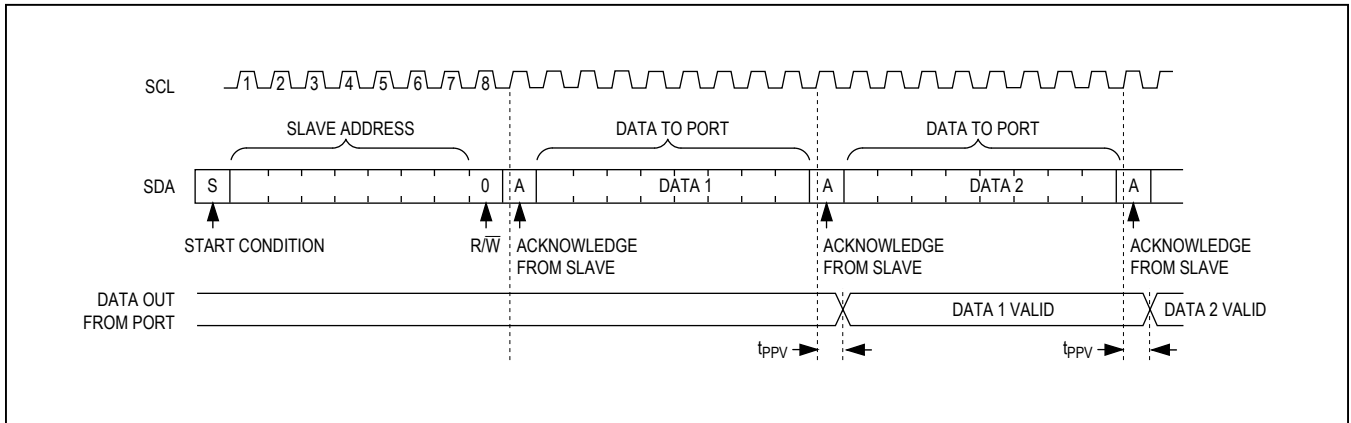 SCL 1 2 3 4 5 6 7 8
SLAVE ADDRESS DATA TO PORT DATA TO PORT
SDA S 0 A DATA 1 A DATA 2 A
START CONDITION R/W̅ ACKNOWLEDGE FROM SLAVE ACKNOWLEDGE FROM SLAVE ACKNOWLEDGE FROM SLAVE
DATA OUT FROM PORT DATA 1 VALID DATA 2 VALID
tPPV tPPV